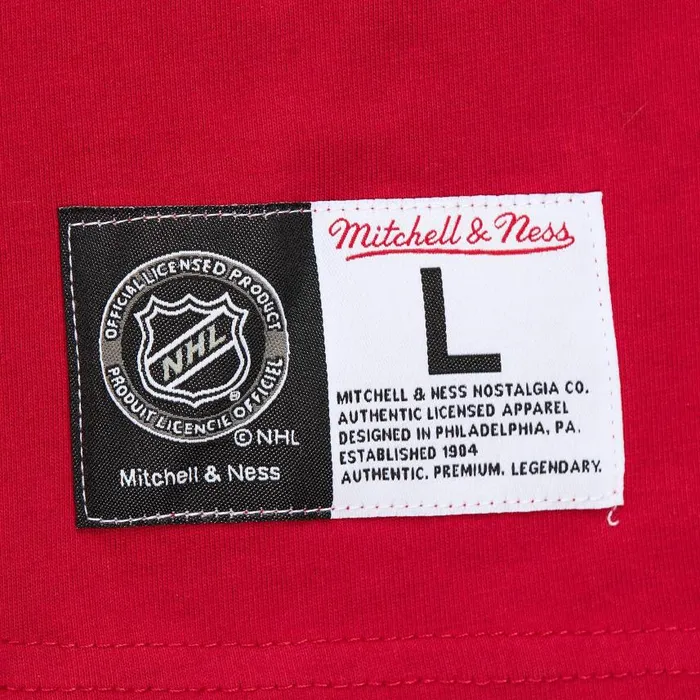 OFFICIAL LICENSED PRODUCT
NHL
®
PRODUIT LICENCIE OFFICIEL
© NHL
Mitchell & Ness
Mitchell & Ness
L
MITCHELL & NESS NOSTALGIA CO.
AUTHENTIC LICENSED APPAREL
DESIGNED IN PHILADELPHIA, PA.
ESTABLISHED 1904
AUTHENTIC. PREMIUM. LEGENDARY.